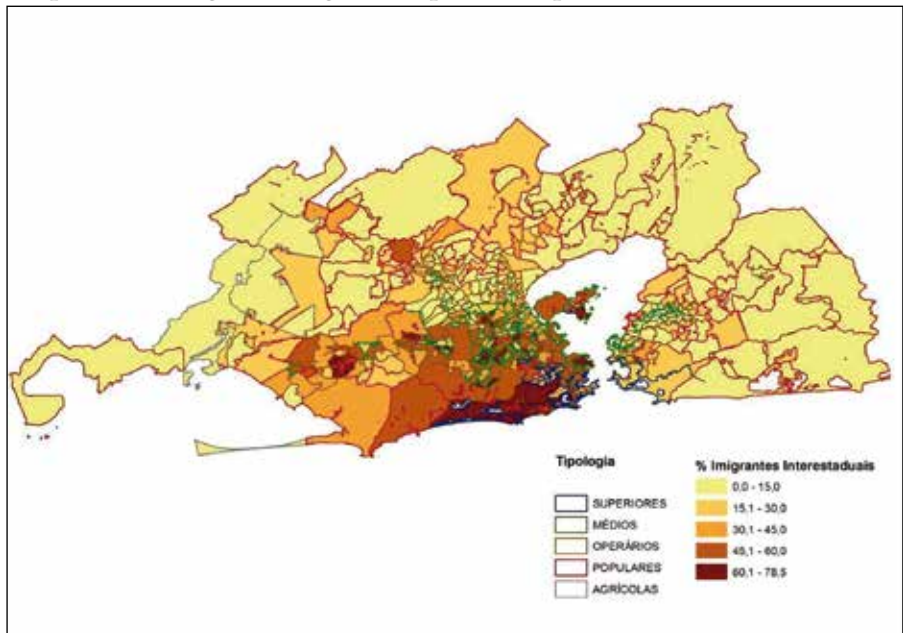 Tipologia
SUPERIORES
MÉDIOS
OPERÁRIOS
POPULARES
AGRÍCOLAS
% Imigrantes Interestaduais
0,0 - 15,0
15,1 - 30,0
30,1 - 45,0
45,1 - 60,0
60,1 - 78,5